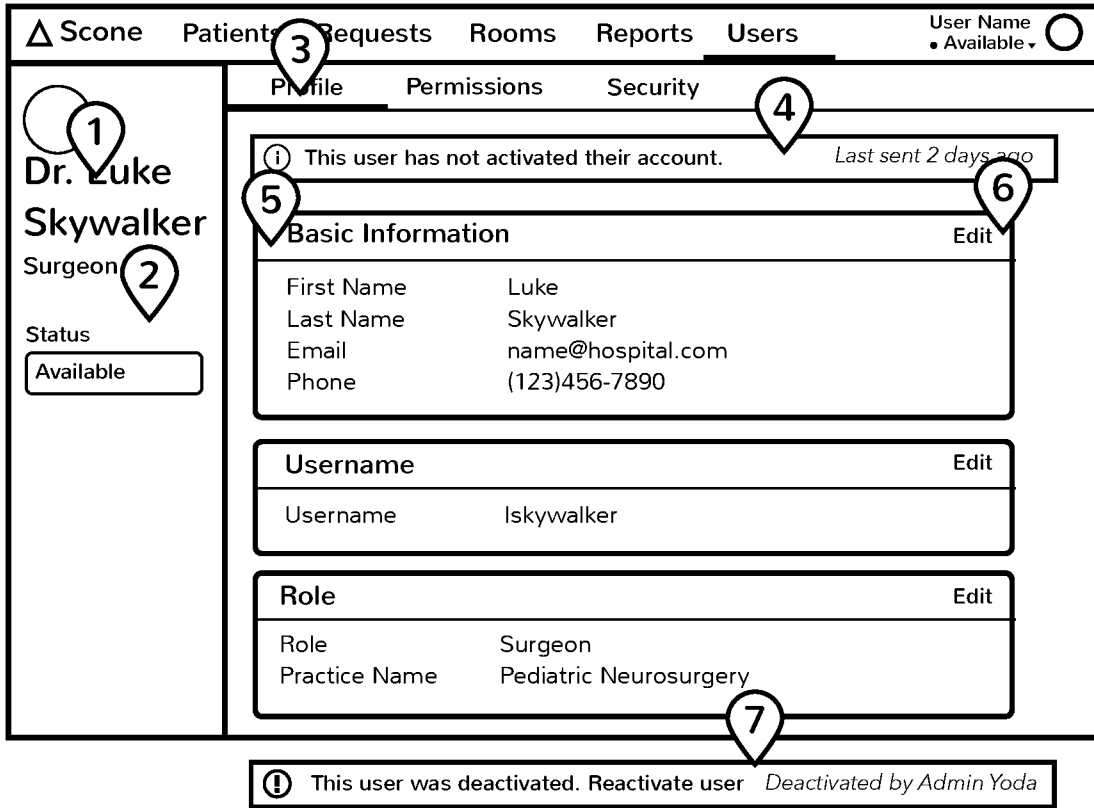 Scone Patients Requests Rooms Reports Users User Name
• Available
Profile Permissions Security
1
2
3
4
5
6
7
Dr. Luke
Skywalker
Surgeon
Status
Available
This user has not activated their account. Last sent 2 days ago
Basic Information Edit
First Name Luke
Last Name Skywalker
Email name@hospital.com
Phone (123)456-7890
Username Edit
Username lskywalker
Role Edit
Role Surgeon
Practice Name Pediatric Neurosurgery
This user was deactivated. Reactivate user Deactivated by Admin Yoda